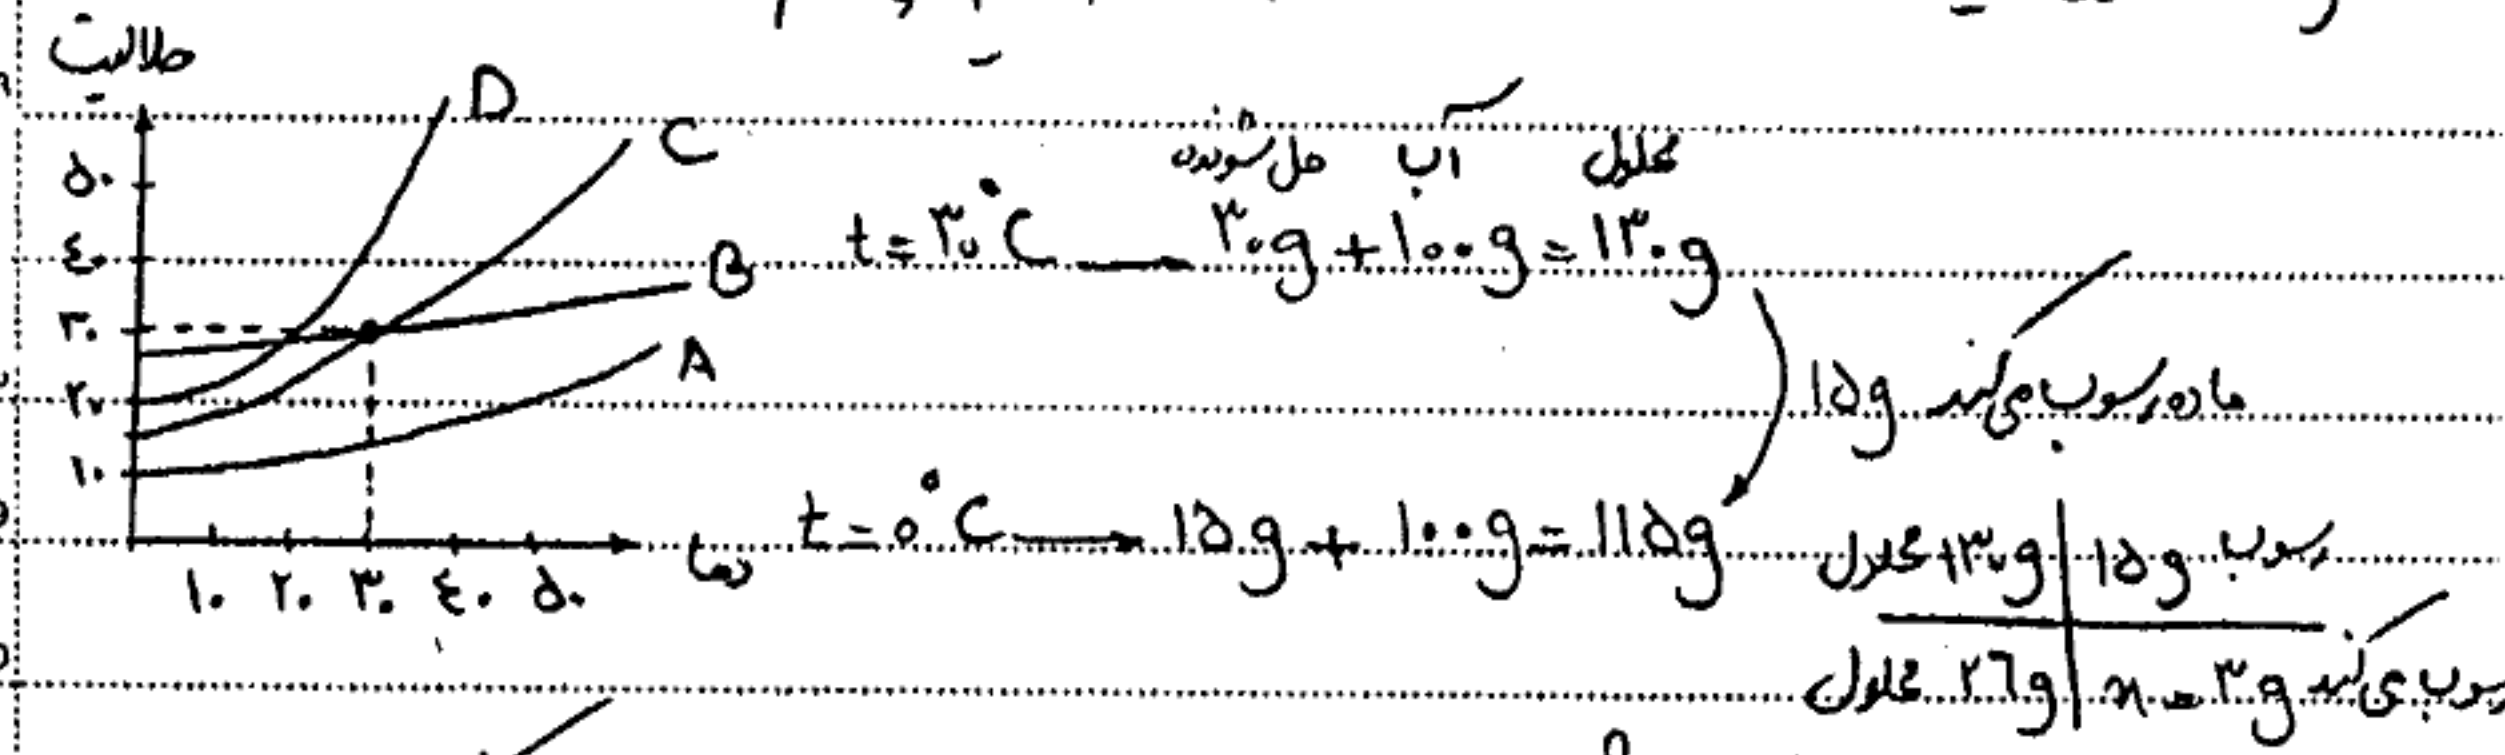 حلالیت
D
C
۵۰
حل شونده آب محلول
t = ۳۰°C → ۳۰g + ۱۰۰g = ۱۳۰g
۴۰
B
۳۰
A
۱۵g ماده رسوب می‌کند
۲۰
۱۰
t = ۰°C → ۱۵g + ۱۰۰g = ۱۱۵g
دما
۱۰ ۲۰ ۳۰ ۴۰ ۵۰
۱۳۰g محلول | ۱۵g رسوب
۲۶g محلول | x = ۳g رسوب می‌کند